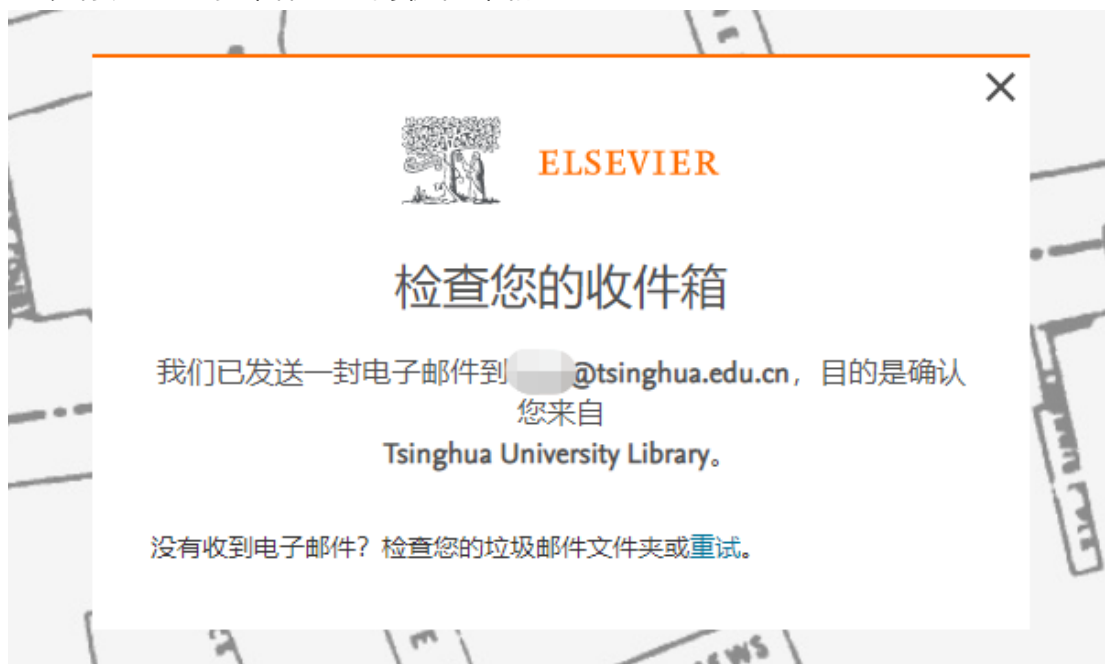 ELSEVIER
检查您的收件箱
我们已发送一封电子邮件到 @tsinghua.edu.cn，目的是确认
您来自
Tsinghua University Library。
没有收到电子邮件？检查您的垃圾邮件文件夹或重试。
EWS